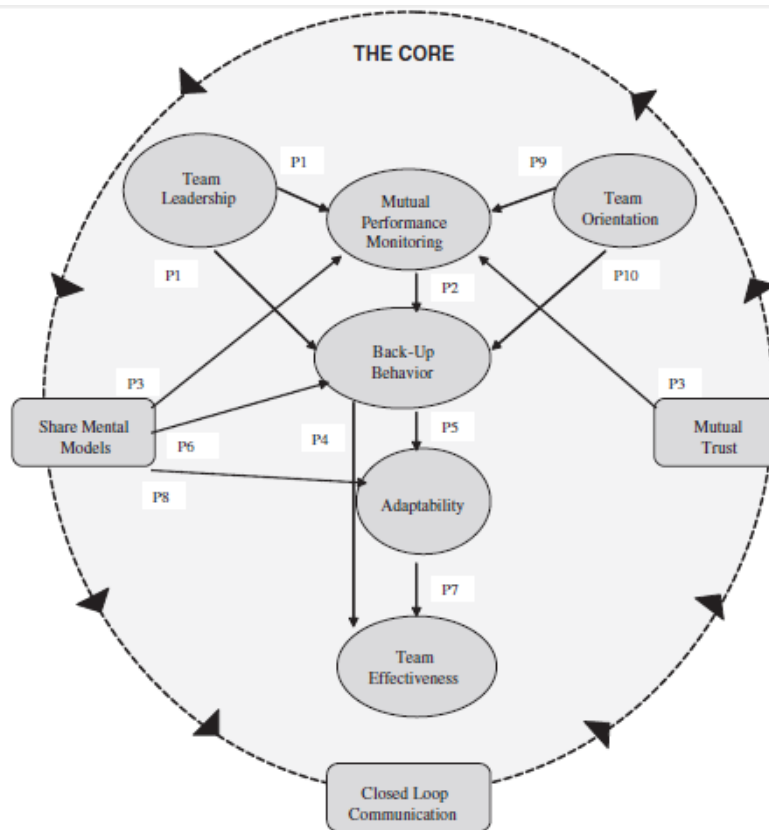 THE CORE
P1
P9
Team
Leadership
Mutual
Performance
Monitoring
Team
Orientation
P1
P2
P10
Back-Up
Behavior
P3
P3
Share Mental
Models
P6
P4
P5
Mutual
Trust
P8
Adaptability
P7
Team
Effectiveness
Closed Loop
Communication